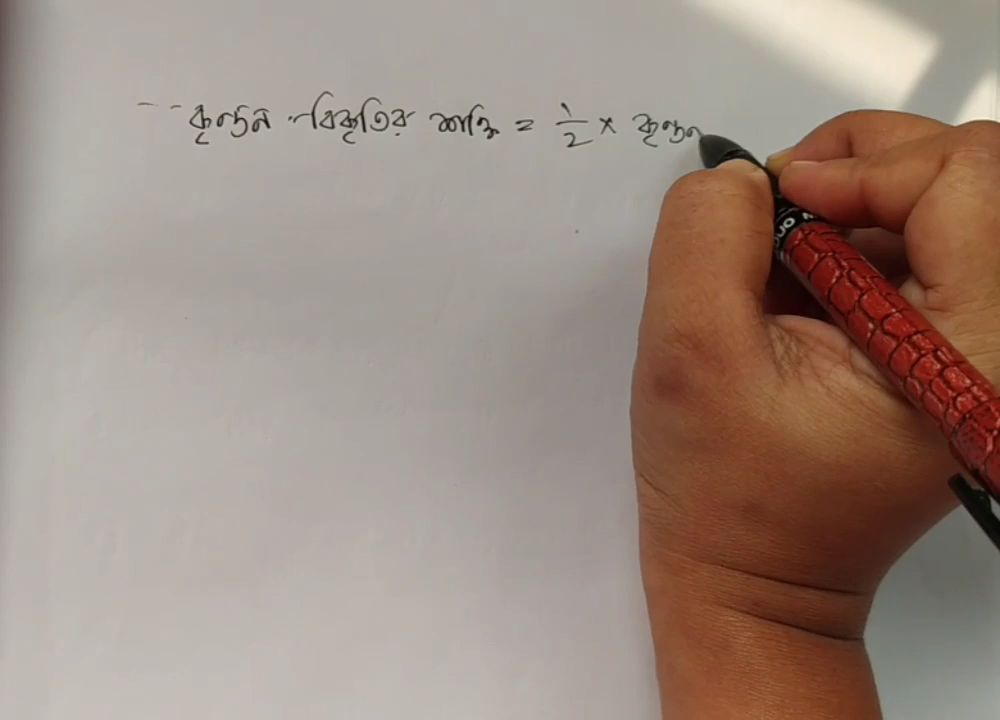 কৃন্তন বিকৃতির শক্তি = 1/2 × কৃন্তন